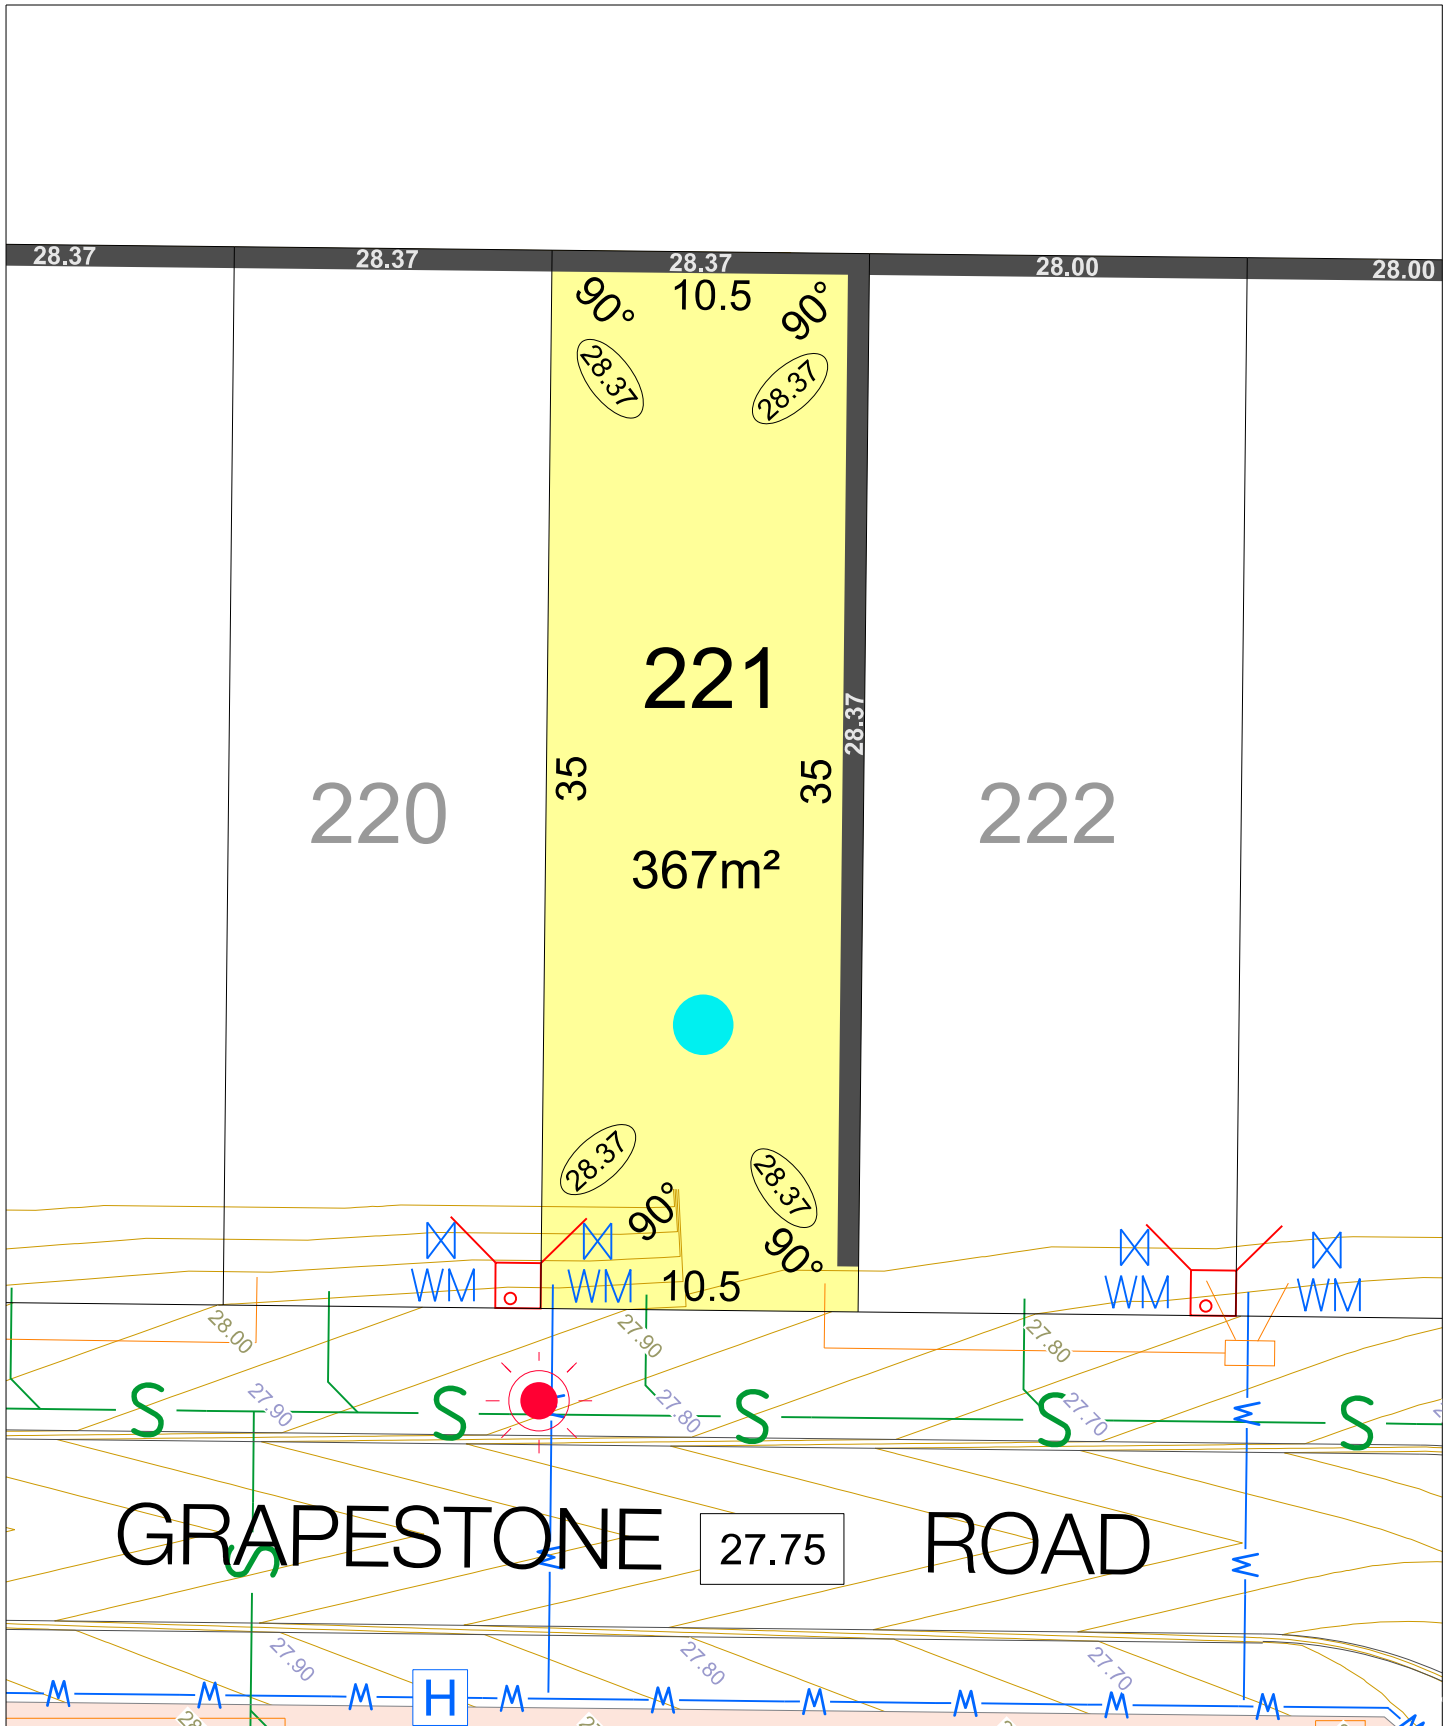 28.37 28.37 28.37 28.00 28.00
90° 10.5 90°
28.37 28.37
221
28.37
35 35
220 222
367m²
28.37 28.37
90° 90°
WM WM 10.5 WM WM
28.00 27.90 27.80
27.90 27.80 27.70
S S S S S
W W
GRAPESTONE 27.75 ROAD
S W W
27.90 27.80 27.70
W W W H W W W W W W W